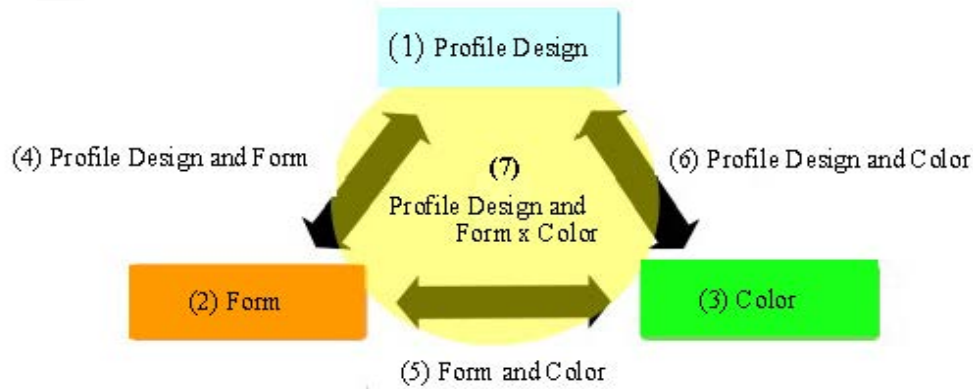 (1) Profile Design
(4) Profile Design and Form
(6) Profile Design and Color
(7)
Profile Design and
Form x Color
(2) Form
(3) Color
(5) Form and Color